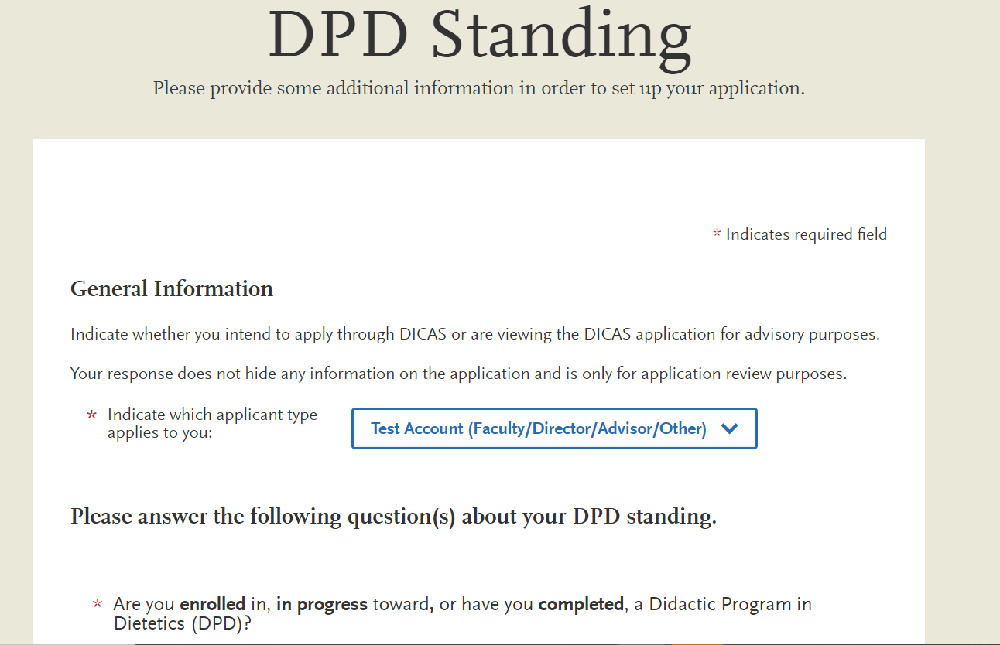 DPD Standing
Please provide some additional information in order to set up your application.
* Indicates required field
General Information
Indicate whether you intend to apply through DICAS or are viewing the DICAS application for advisory purposes.
Your response does not hide any information on the application and is only for application review purposes.
* Indicate which applicant type
applies to you:
Test Account (Faculty/Director/Advisor/Other)
Please answer the following question(s) about your DPD standing.
* Are you enrolled in, in progress toward, or have you completed, a Didactic Program in
Dietetics (DPD)?